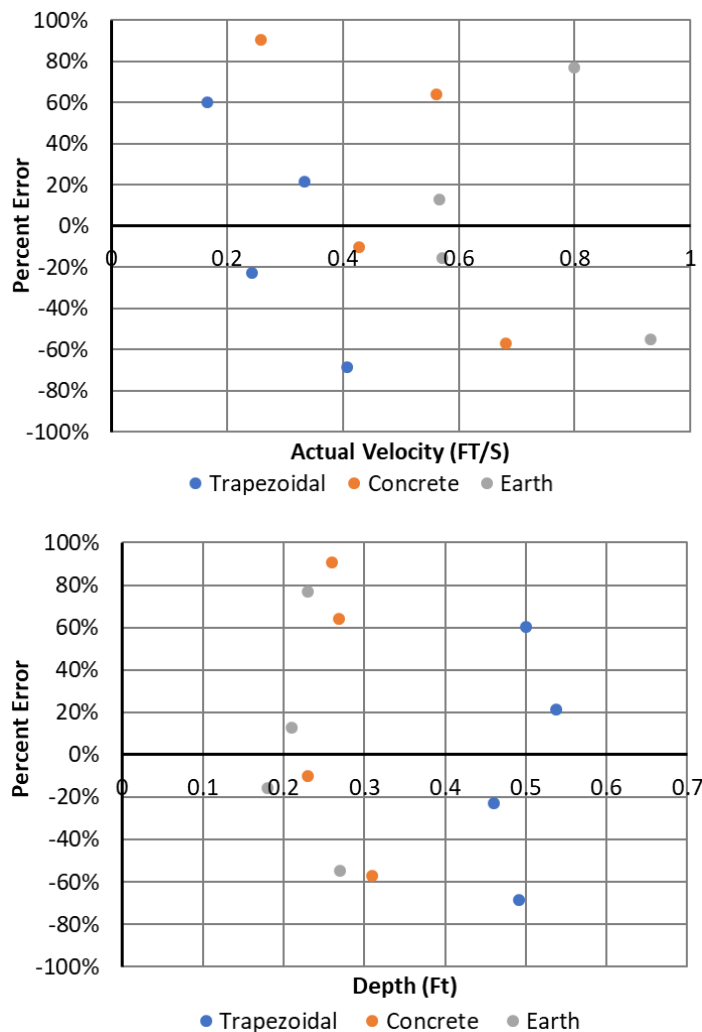 100%
80%
60%
40%
20%
0%
-20%
-40%
-60%
-80%
-100%
Percent Error
0 0.2 0.4 0.6 0.8 1
Actual Velocity (FT/S)
Trapezoidal Concrete Earth
100%
80%
60%
40%
20%
0%
-20%
-40%
-60%
-80%
-100%
Percent Error
0 0.1 0.2 0.3 0.4 0.5 0.6 0.7
Depth (Ft)
Trapezoidal Concrete Earth